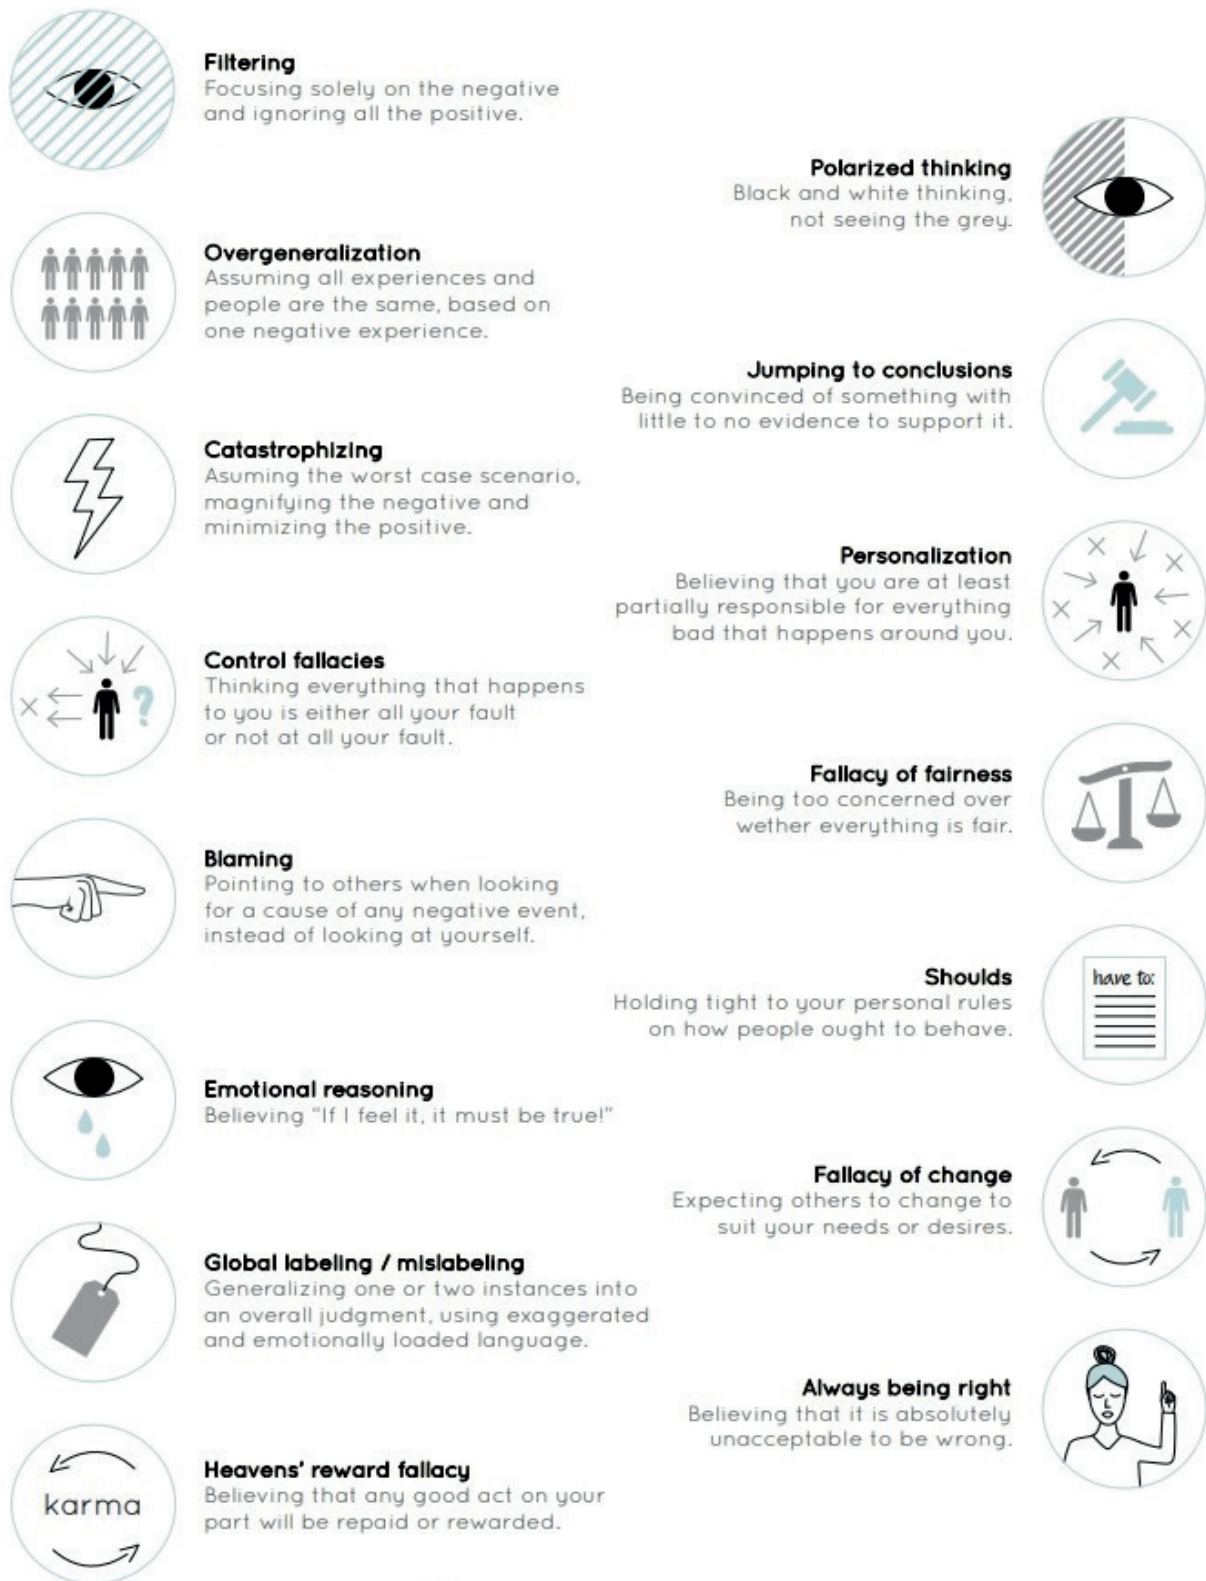 Filtering
Focusing solely on the negative
and ignoring all the positive.
Polarized thinking
Black and white thinking,
not seeing the grey.
Overgeneralization
Assuming all experiences and
people are the same, based on
one negative experience.
Jumping to conclusions
Being convinced of something with
little to no evidence to support it.
Catastrophizing
Asuming the worst case scenario,
magnifying the negative and
minimizing the positive.
Personalization
Believing that you are at least
partially responsible for everything
bad that happens around you.
Control fallacies
Thinking everything that happens
to you is either all your fault
or not at all your fault.
?
Fallacy of fairness
Being too concerned over
wether everything is fair.
Blaming
Pointing to others when looking
for a cause of any negative event,
instead of looking at yourself.
Shoulds
Holding tight to your personal rules
on how people ought to behave.
have to:
Emotional reasoning
Believing "If I feel it, it must be true!"
Fallacy of change
Expecting others to change to
suit your needs or desires.
Global labeling / mislabeling
Generalizing one or two instances into
an overall judgment, using exaggerated
and emotionally loaded language.
Always being right
Believing that it is absolutely
unacceptable to be wrong.
karma
Heavens' reward fallacy
Believing that any good act on your
part will be repaid or rewarded.